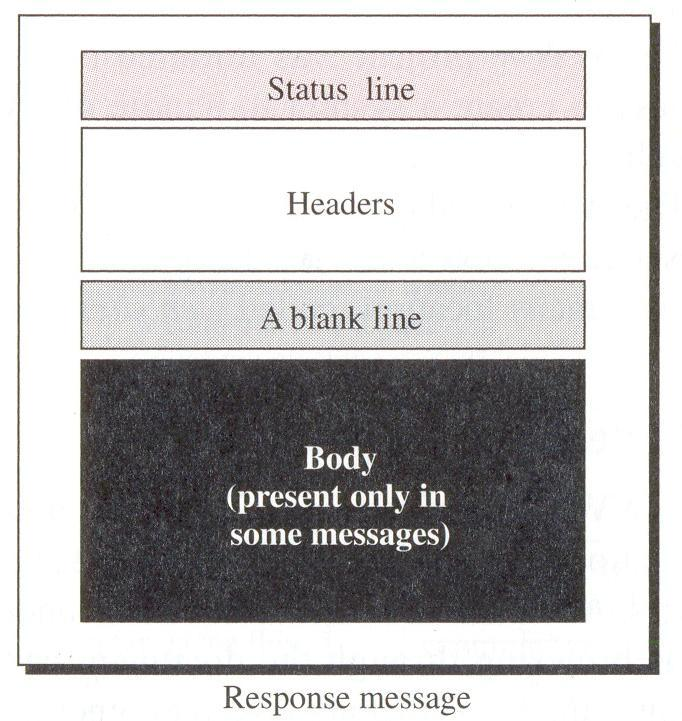 Status line
Headers
A blank line
Body
(present only in
some messages)
Response message